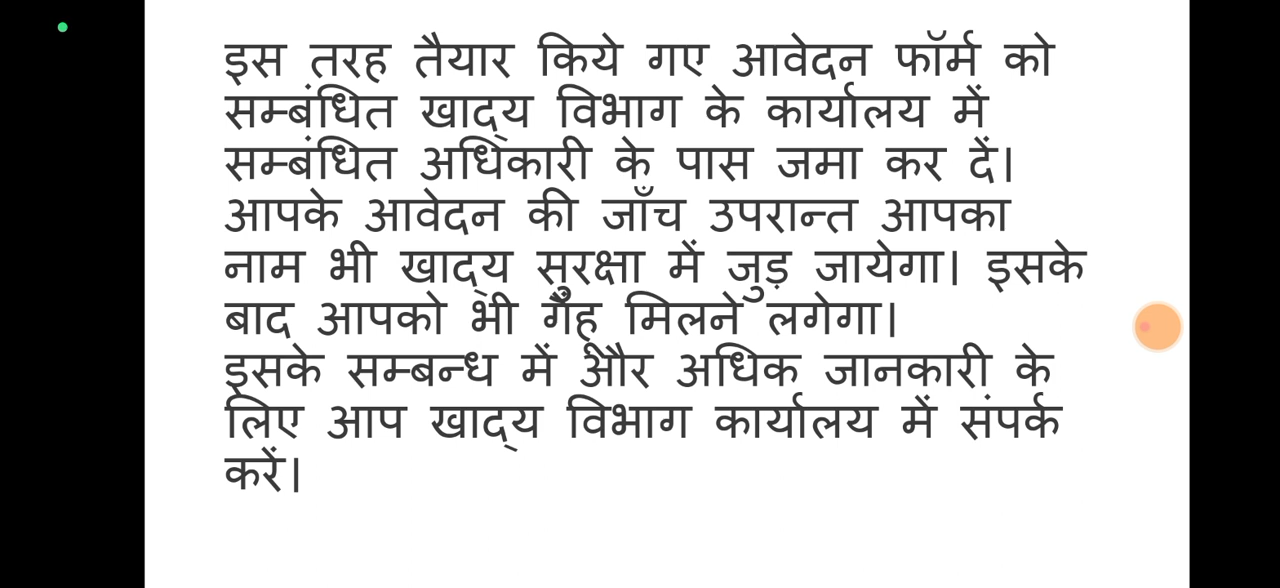 इस तरह तैयार किये गए आवेदन फॉर्म को
सम्बंधित खाद्य विभाग के कार्यालय में
सम्बंधित अधिकारी के पास जमा कर दें।
आपके आवेदन की जाँच उपरान्त आपका
नाम भी खाद्य सुरक्षा में जुड़ जायेगा। इसके
बाद आपको भी गेँहू मिलने लगेगा।
इसके सम्बन्ध में और अधिक जानकारी के
लिए आप खाद्य विभाग कार्यालय में संपर्क
करें।